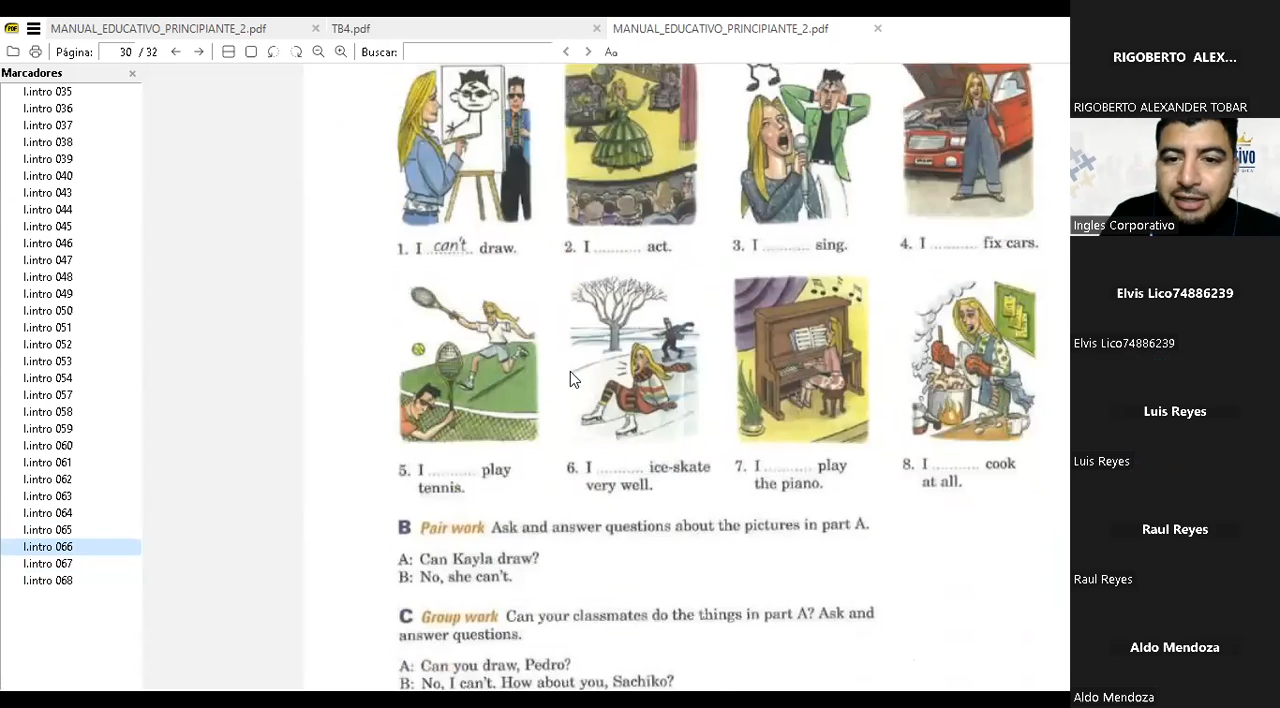 MANUAL_EDUCATIVO_PRINCIPIANTE_2.pdf
TB4.pdf
MANUAL_EDUCATIVO_PRINCIPIANTE_2.pdf
Página: 30 / 32
Buscar:
Aa
Marcadores
I.intro 035
I.intro 036
I.intro 037
I.intro 038
I.intro 039
I.intro 040
I.intro 043
I.intro 044
I.intro 045
I.intro 046
I.intro 047
I.intro 048
I.intro 049
I.intro 050
I.intro 051
I.intro 052
I.intro 053
I.intro 054
I.intro 057
I.intro 058
I.intro 059
I.intro 060
I.intro 061
I.intro 062
I.intro 063
I.intro 064
I.intro 065
I.intro 066
I.intro 067
I.intro 068
1. I can't draw.
2. I .......... act.
3. I .......... sing.
4. I .......... fix cars.
5. I .......... play
tennis.
6. I .......... ice-skate
very well.
7. I .......... play
the piano.
8. I .......... cook
at all.
B Pair work Ask and answer questions about the pictures in part A.
A: Can Kayla draw?
B: No, she can't.
C Group work Can your classmates do the things in part A? Ask and
answer questions.
A: Can you draw, Pedro?
B: No, I can't. How about you, Sachiko?
RIGOBERTO ALEX...
RIGOBERTO ALEXANDER TOBAR
Ingles Corporativo
Elvis Lico74886239
Elvis Lico74886239
Luis Reyes
Luis Reyes
Raul Reyes
Raul Reyes
Aldo Mendoza
Aldo Mendoza